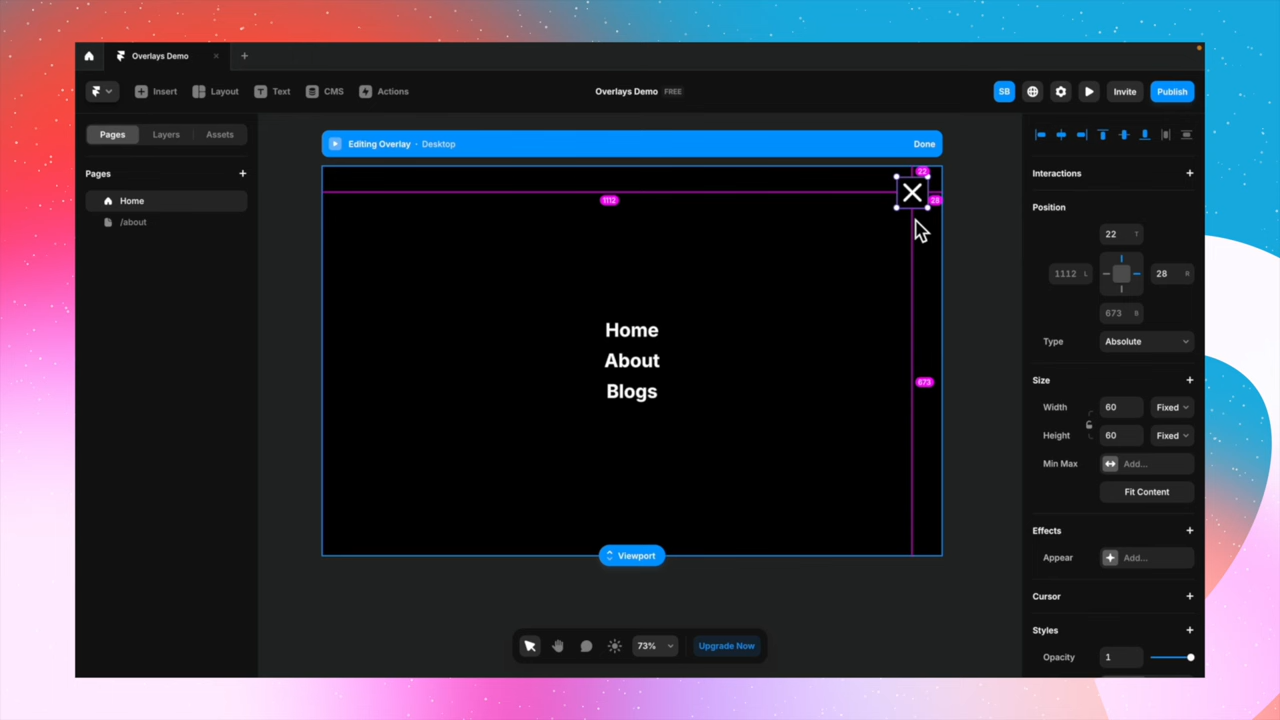 Overlays Demo
Insert
Layout
Text
CMS
Actions
Overlays Demo FREE
SB
Invite
Publish
Pages
Layers
Assets
Pages
Home
/about
Editing Overlay · Desktop
Done
22
1112
28
673
Home
About
Blogs
Viewport
73%
Upgrade Now
Interactions
Position
22 T
1112 L
28 R
673 B
Type Absolute
Size
Width 60 Fixed
Height 60 Fixed
Min Max Add...
Fit Content
Effects
Appear Add...
Cursor
Styles
Opacity 1